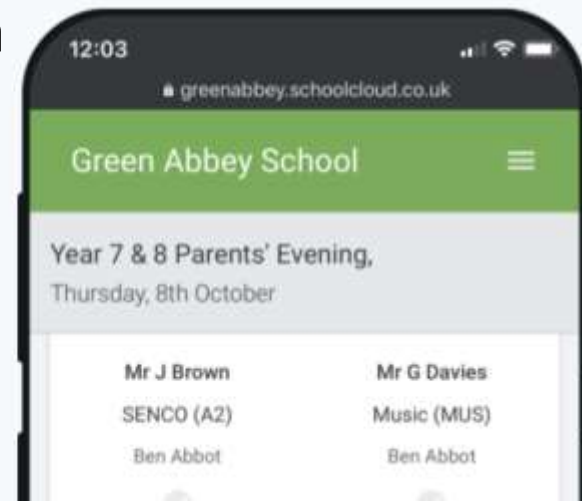 12:03
greenabbey.schoolcloud.co.uk
Green Abbey School
Year 7 & 8 Parents' Evening,
Thursday, 8th October
Mr J Brown Mr G Davies
SENCO (A2) Music (MUS)
Ben Abbot Ben Abbot